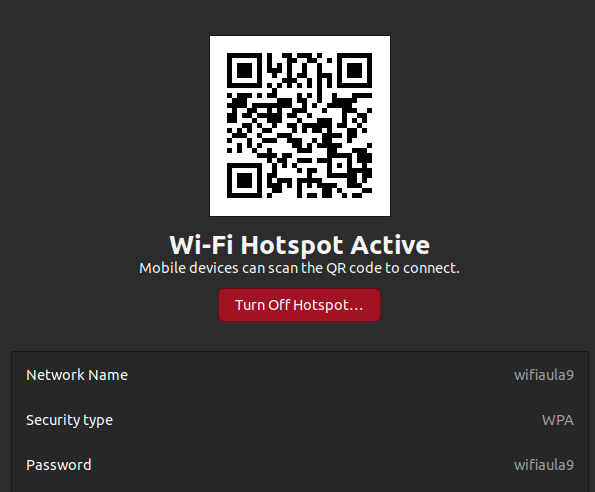 Wi-Fi Hotspot Active
Mobile devices can scan the QR code to connect.
Turn Off Hotspot…
Network Name wifiaula9
Security type WPA
Password wifiaula9